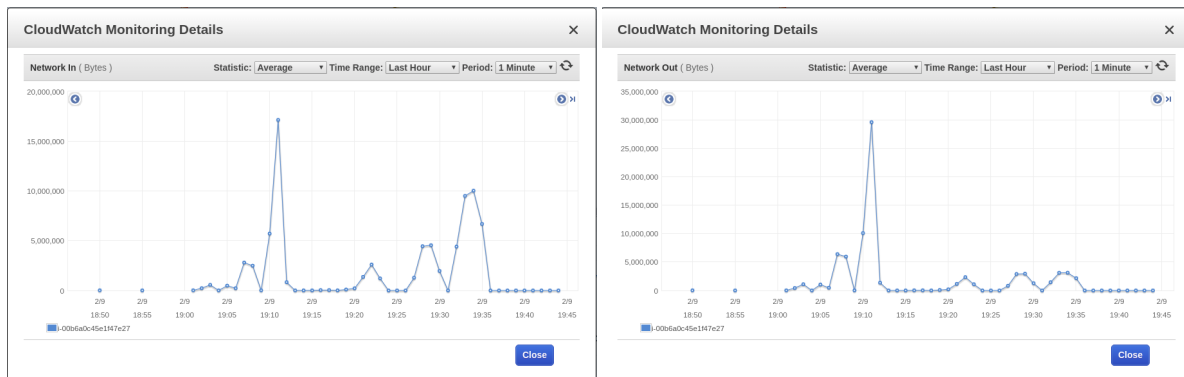 CloudWatch Monitoring Details
Network In ( Bytes ) Statistic: Average Time Range: Last Hour Period: 1 Minute
20,000,000
15,000,000
10,000,000
5,000,000
0
2/9 2/9 2/9 2/9 2/9 2/9 2/9 2/9 2/9 2/9 2/9 2/9
18:50 18:55 19:00 19:05 19:10 19:15 19:20 19:25 19:30 19:35 19:40 19:45
i-00b6a0c45e1f47e27
Close
CloudWatch Monitoring Details
Network Out ( Bytes ) Statistic: Average Time Range: Last Hour Period: 1 Minute
35,000,000
30,000,000
25,000,000
20,000,000
15,000,000
10,000,000
5,000,000
0
2/9 2/9 2/9 2/9 2/9 2/9 2/9 2/9 2/9 2/9 2/9 2/9
18:50 18:55 19:00 19:05 19:10 19:15 19:20 19:25 19:30 19:35 19:40 19:45
i-00b6a0c45e1f47e27
Close